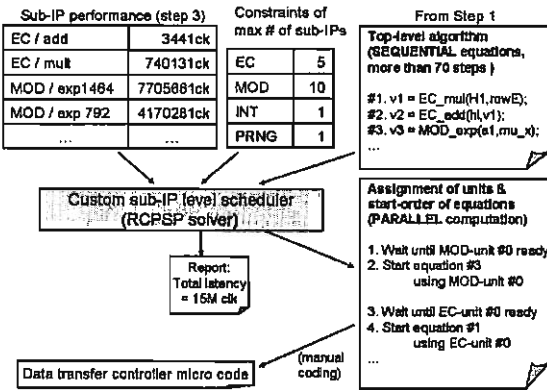 Sub-IP performance (step 3)
EC / add 3441ck
EC / mult 740131ck
MOD / exp1464 7705681ck
MOD / exp 792 4170281ck
... ...
Constraints of
max # of sub-IPs
EC 5
MOD 10
INT 1
PRNG 1
From Step 1
Top-level algorithm
(SEQUENTIAL equations,
more than 70 steps )
#1. v1 = EC_mul(H1,rowE);
#2. v2 = EC_add(hl,v1);
#3. v3 = MOD_exp(a1,mu_x);
...
Custom sub-IP level scheduler
(RCPSP solver)
Report:
Total latency
= 15M clk
Assignment of units &
start-order of equations
(PARALLEL computation)
1. Wait until MOD-unit #0 ready
2. Start equation #3
using MOD-unit #0
3. Wait until EC-unit #0 ready
4. Start equation #1
using EC-unit #0
...
(manual
coding)
Data transfer controller micro code